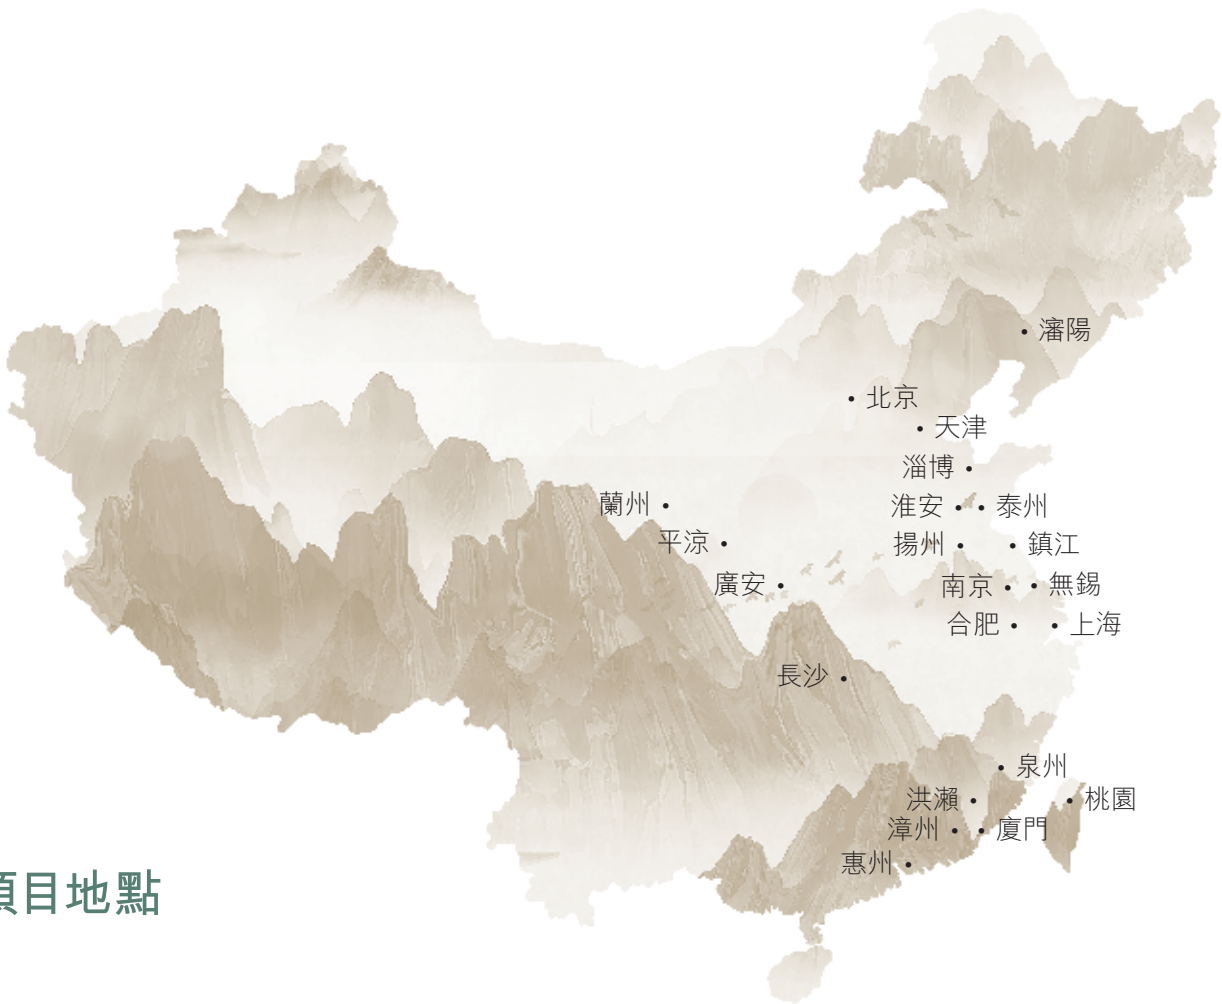 瀋陽
北京
天津
淄博
淮安 泰州
蘭州
平涼
揚州 鎮江
廣安
南京 無錫
合肥 上海
長沙
泉州
洪瀨 桃園
漳州 廈門
惠州
項目地點